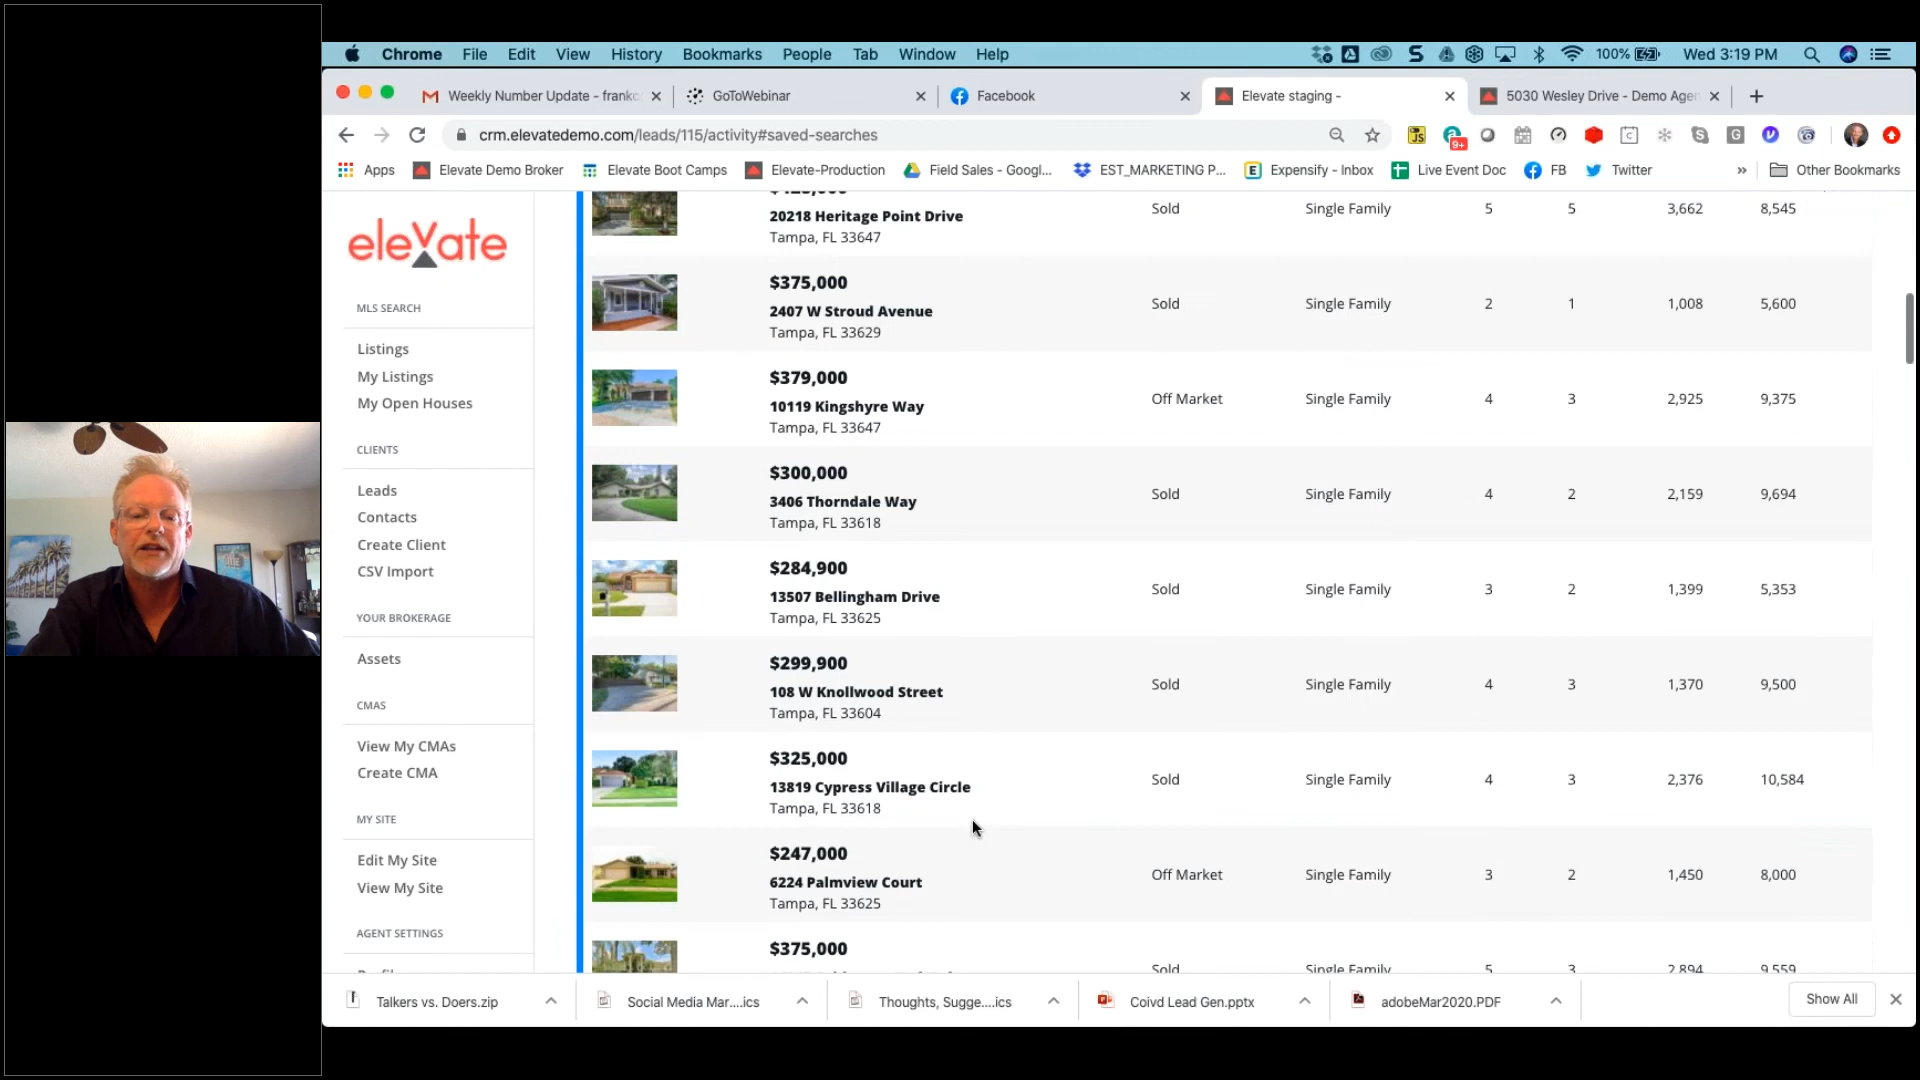 Chrome File Edit View History Bookmarks People Tab Window Help 100% Wed 3:19 PM
Weekly Number Update - frankc GoToWebinar Facebook Elevate staging - 5030 Wesley Drive - Demo Agen
crm.elevatedemo.com/leads/115/activity#saved-searches 9+
Apps Elevate Demo Broker Elevate Boot Camps Elevate-Production Field Sales - Googl... EST_MARKETING P... Expensify - Inbox Live Event Doc FB Twitter » Other Bookmarks
elevate
MLS SEARCH
Listings
My Listings
My Open Houses
CLIENTS
Leads
Contacts
Create Client
CSV Import
YOUR BROKERAGE
Assets
CMAS
View My CMAs
Create CMA
MY SITE
Edit My Site
View My Site
AGENT SETTINGS
20218 Heritage Point Drive Sold Single Family 5 5 3,662 8,545
Tampa, FL 33647
$375,000
2407 W Stroud Avenue Sold Single Family 2 1 1,008 5,600
Tampa, FL 33629
$379,000
10119 Kingshyre Way Off Market Single Family 4 3 2,925 9,375
Tampa, FL 33647
$300,000
3406 Thorndale Way Sold Single Family 4 2 2,159 9,694
Tampa, FL 33618
$284,900
13507 Bellingham Drive Sold Single Family 3 2 1,399 5,353
Tampa, FL 33625
$299,900
108 W Knollwood Street Sold Single Family 4 3 1,370 9,500
Tampa, FL 33604
$325,000
13819 Cypress Village Circle Sold Single Family 4 3 2,376 10,584
Tampa, FL 33618
$247,000
6224 Palmview Court Off Market Single Family 3 2 1,450 8,000
Tampa, FL 33625
$375,000
Sold Single Family 5 3 2,894 9,559
Talkers vs. Doers.zip Social Media Mar....ics Thoughts, Sugge....ics Coivd Lead Gen.pptx adobeMar2020.PDF Show All